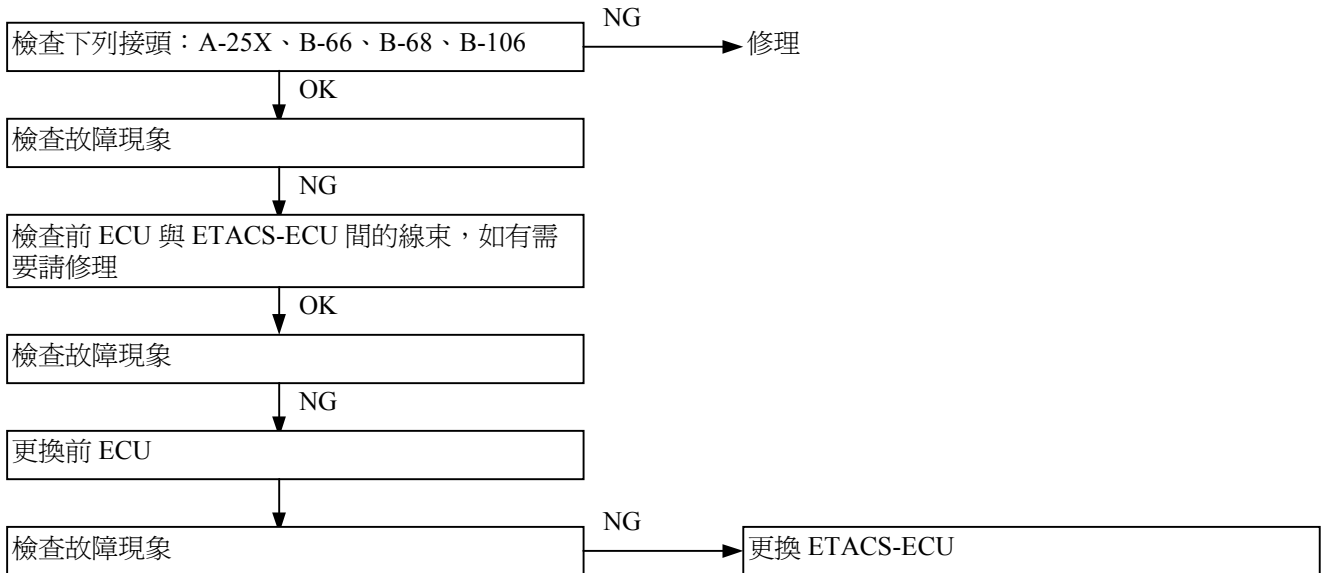 NG
檢查下列接頭：A-25X、B-66、B-68、B-106
修理
OK
檢查故障現象
NG
檢查前 ECU 與 ETACS-ECU 間的線束，如有需
要請修理
OK
檢查故障現象
NG
更換前 ECU
NG
檢查故障現象
更換 ETACS-ECU